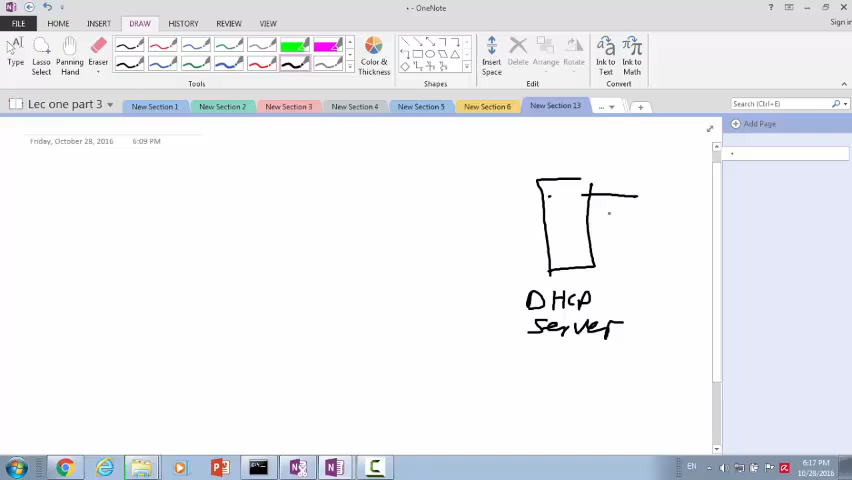 - OneNote
FILE HOME INSERT DRAW HISTORY REVIEW VIEW
Sign in
Type
Lasso Select
Panning Hand
Eraser
Color & Thickness
Insert Space
Delete
Arrange
Rotate
Ink to Text
Ink to Math
Tools
Shapes
Edit
Convert
Lec one part 3
New Section 1 New Section 2 New Section 3 New Section 4 New Section 5 New Section 6 New Section 13 ...
Search (Ctrl+E)
Friday, October 28, 2016 6:09 PM
Add Page
DHCP
Server
EN
6:17 PM
10/28/2016